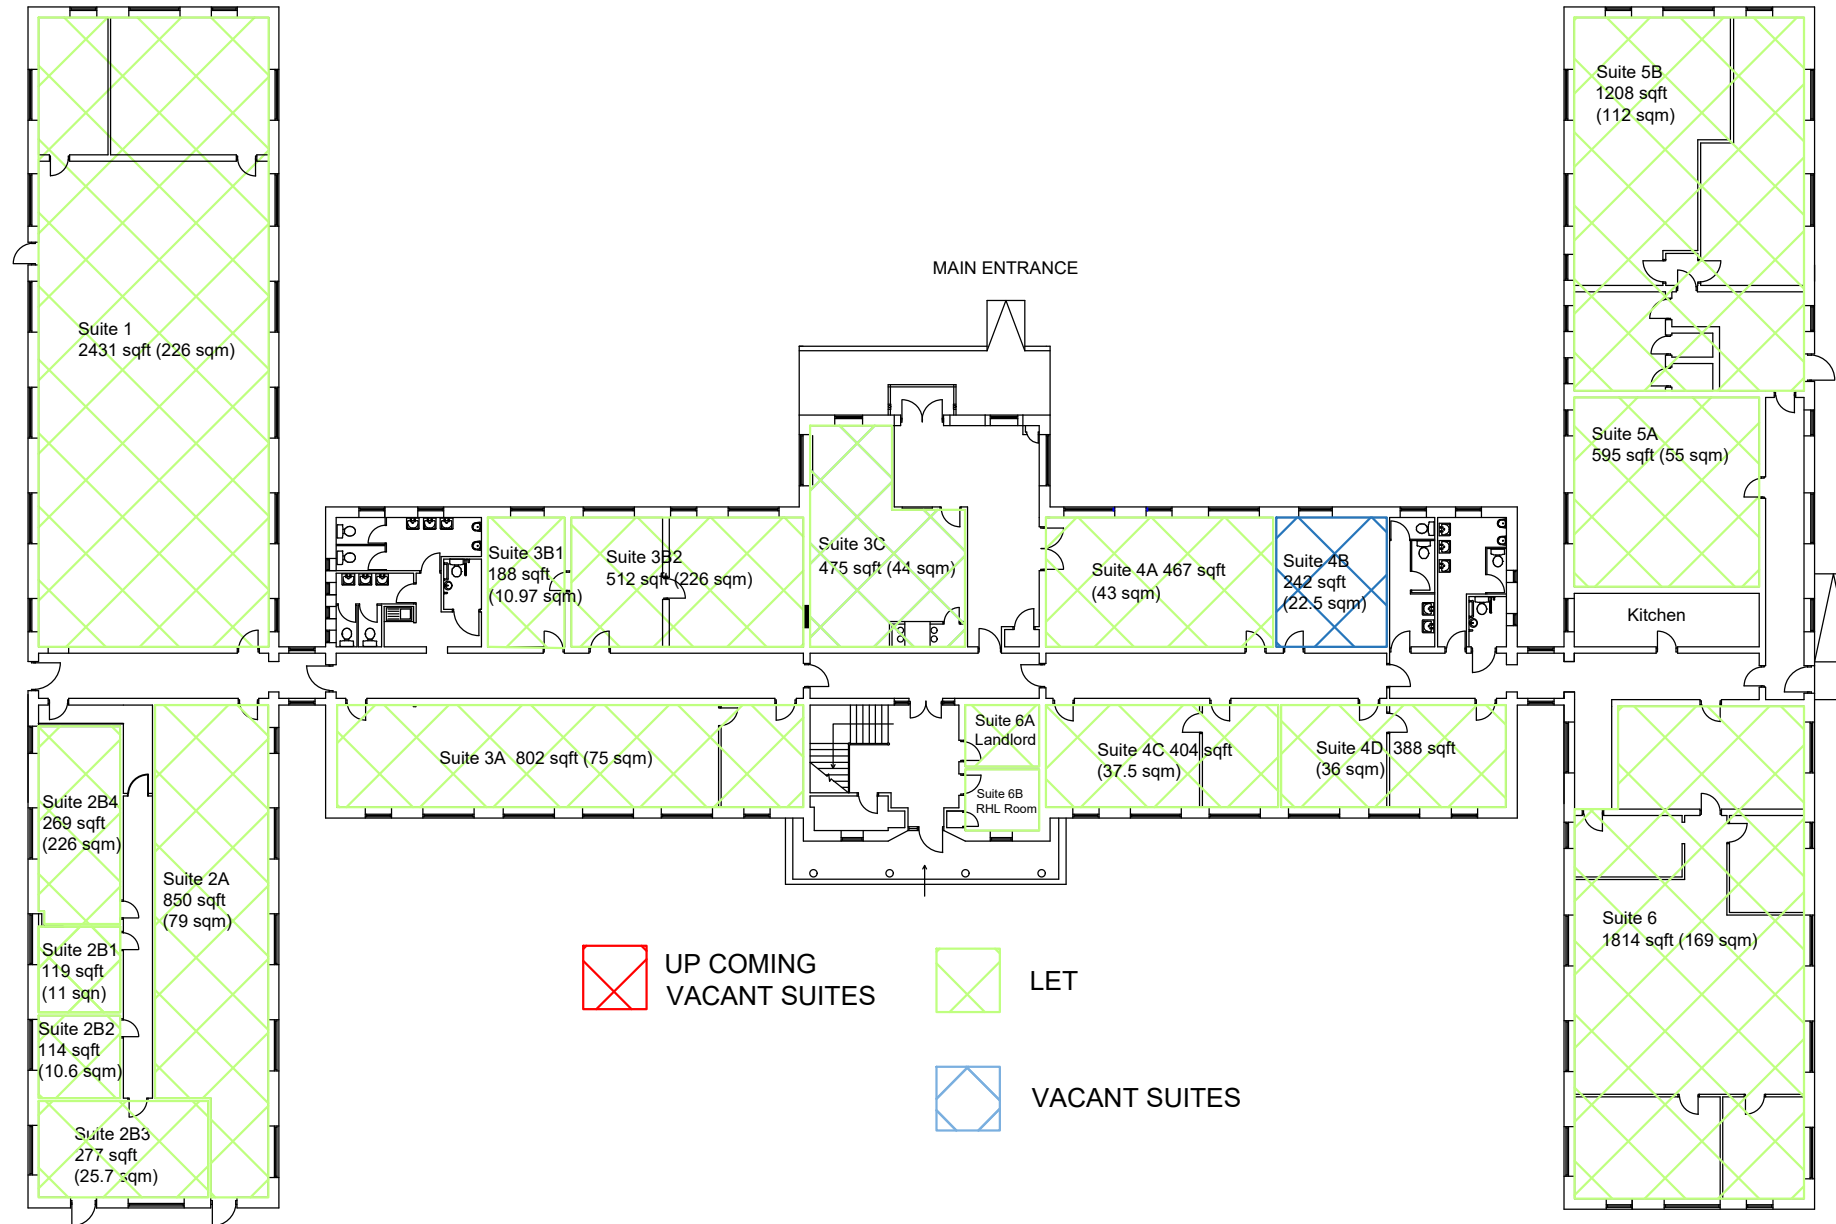 Suite 5B
1208 sqft
(112 sqm)
MAIN ENTRANCE
Suite 1
2431 sqft (226 sqm)
Suite 5A
595 sqft (55 sqm)
Suite 3B1
188 sqft
(10.97 sqm)
Suite 3B2
512 sqft (226 sqm)
Suite 3C
475 sqft (44 sqm)
Suite 4A 467 sqft
(43 sqm)
Suite 4B
242 sqft
(22.5 sqm)
Kitchen
Suite 3A 802 sqft (75 sqm)
Suite 6A
Landlord
Suite 6B
RHL Room
Suite 4C 404 sqft
(37.5 sqm)
Suite 4D 388 sqft
(36 sqm)
Suite 2B4
269 sqft
(226 sqm)
Suite 2A
850 sqft
(79 sqm)
Suite 2B1
119 sqft
(11 sqn)
Suite 2B2
114 sqft
(10.6 sqm)
Suite 2B3
277 sqft
(25.7 sqm)
Suite 6
1814 sqft (169 sqm)
UP COMING
VACANT SUITES
LET
VACANT SUITES